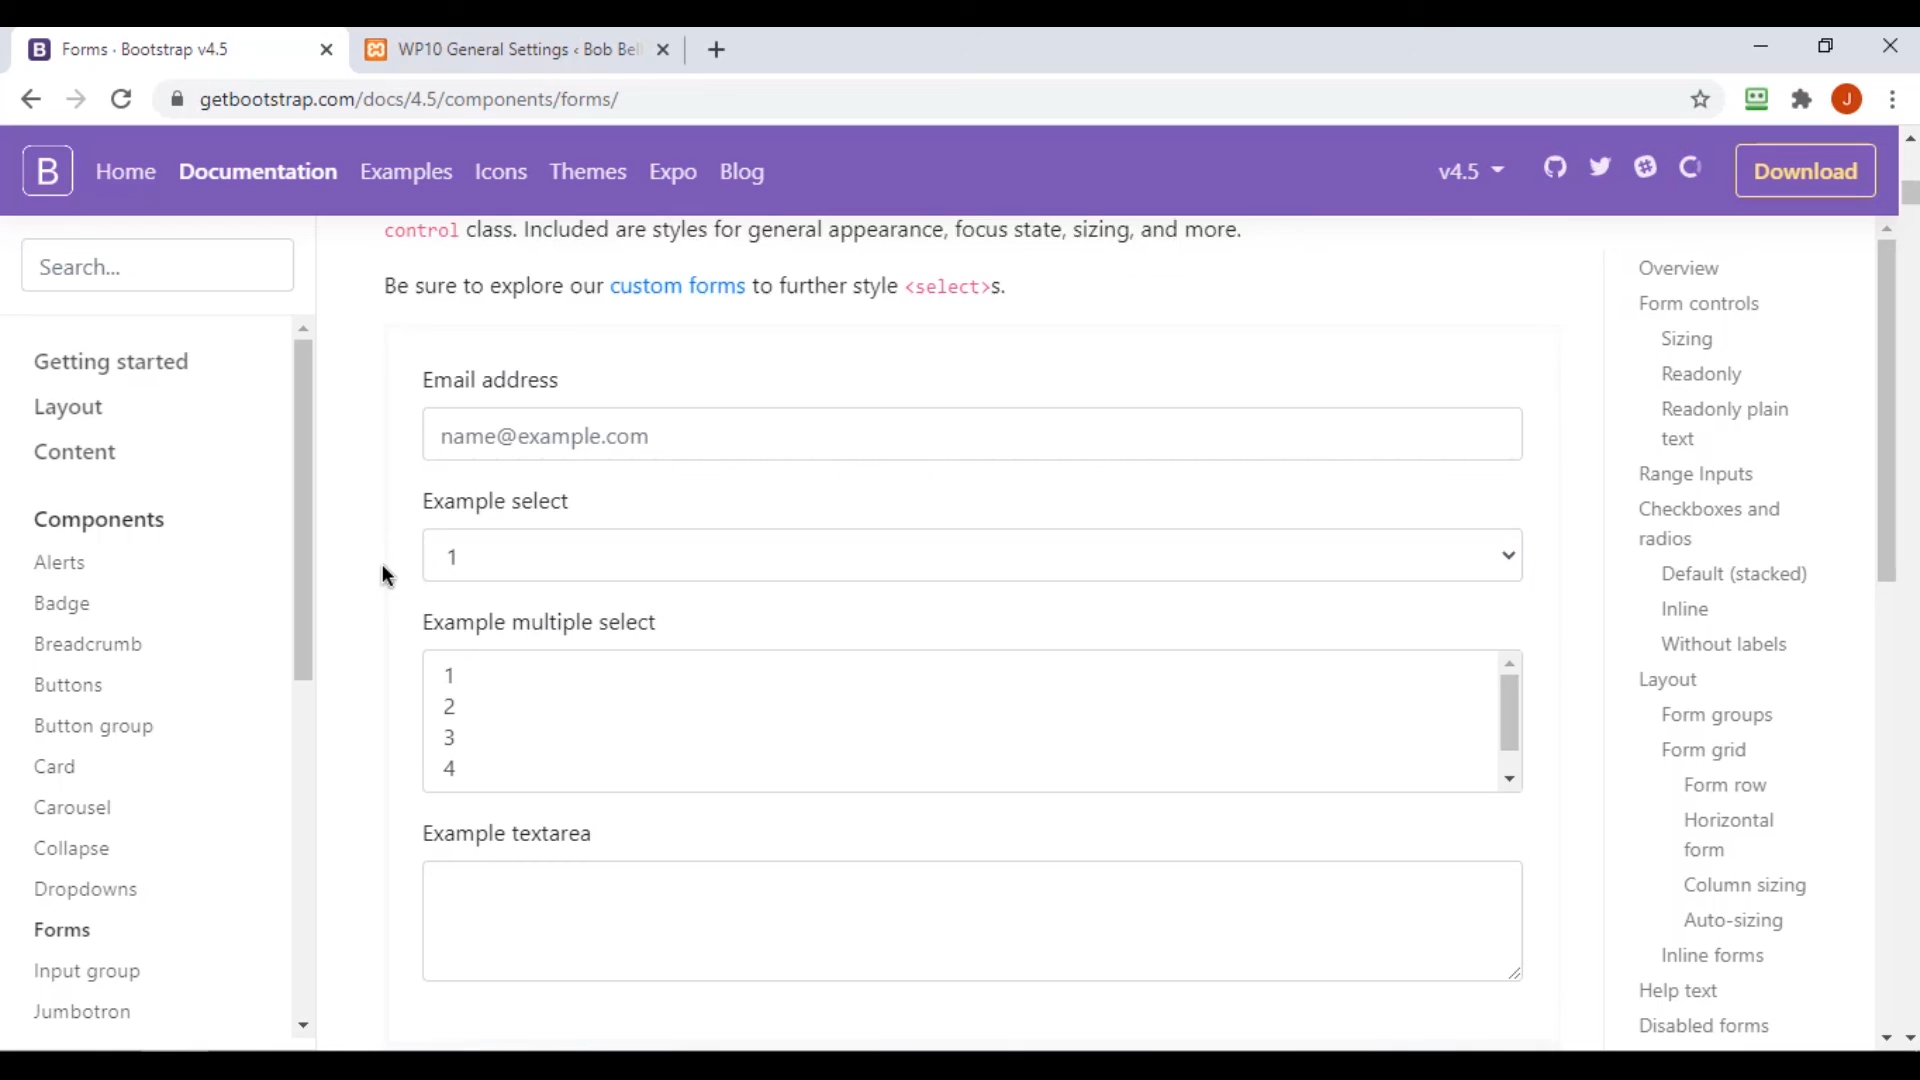 Forms · Bootstrap v4.5
WP10 General Settings ‹ Bob Bel
getbootstrap.com/docs/4.5/components/forms/
J
B Home Documentation Examples Icons Themes Expo Blog v4.5 Download
Search...
Getting started
Layout
Content
Components
Alerts
Badge
Breadcrumb
Buttons
Button group
Card
Carousel
Collapse
Dropdowns
Forms
Input group
Jumbotron
control class. Included are styles for general appearance, focus state, sizing, and more.
Be sure to explore our custom forms to further style <select>s.
Email address
name@example.com
Example select
1
Example multiple select
1
2
3
4
Example textarea
Overview
Form controls
Sizing
Readonly
Readonly plain
text
Range Inputs
Checkboxes and
radios
Default (stacked)
Inline
Without labels
Layout
Form groups
Form grid
Form row
Horizontal
form
Column sizing
Auto-sizing
Inline forms
Help text
Disabled forms